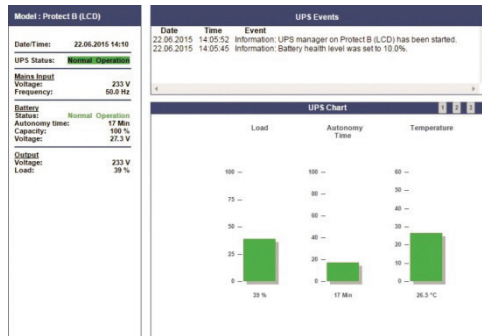 Model : Protect B (LCD)
Date/Time: 22.06.2015 14:10
UPS Status: Normal Operation
Mains Input
Voltage: 233 V
Frequency: 50.0 Hz
Battery
Status: Normal Operation
Autonomy time: 17 Min
Capacity: 100 %
Voltage: 27.3 V
Output
Voltage: 233 V
Load: 39 %
UPS Events
Date Time Event
22.06.2015 14:05:52 Information: UPS manager on Protect B (LCD) has been started.
22.06.2015 14:05:45 Information: Battery health level was set to 10.0%.
UPS Chart 1 2 3
Load Autonomy Time Temperature
100 100 60
75 80 50
50 60 40
25 40 30
0 20 20
0 10
0
39 % 17 Min 26.5 °C